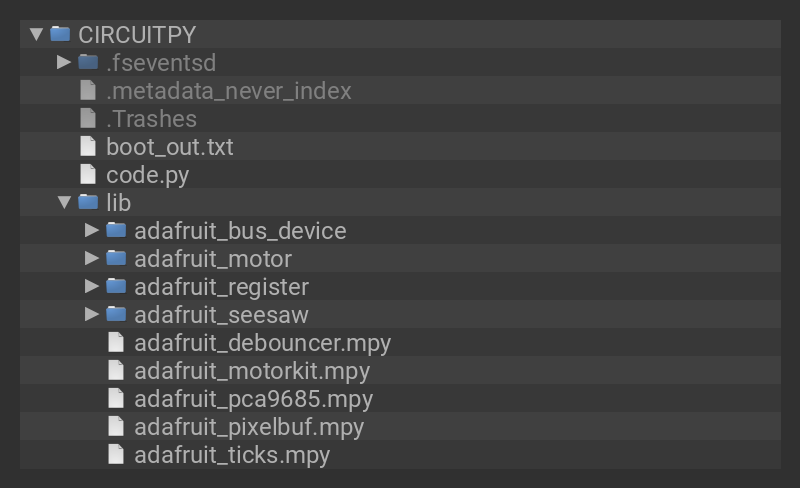 CIRCUITPY
.fseventsd
.metadata_never_index
.Trashes
boot_out.txt
code.py
lib
adafruit_bus_device
adafruit_motor
adafruit_register
adafruit_seesaw
adafruit_debouncer.mpy
adafruit_motorkit.mpy
adafruit_pca9685.mpy
adafruit_pixelbuf.mpy
adafruit_ticks.mpy